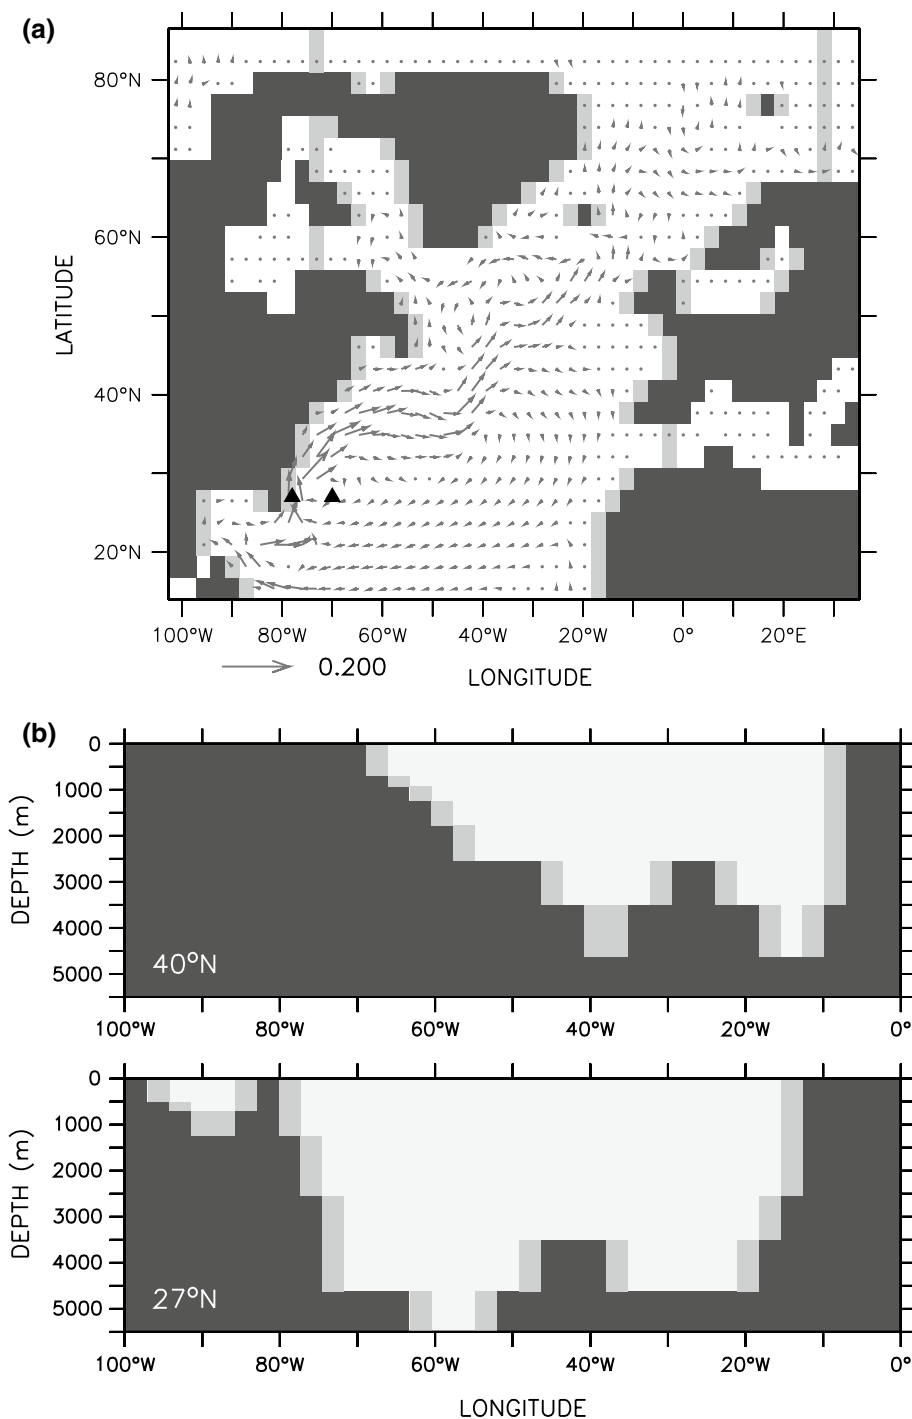 (a)
80°N
60°N
40°N
20°N
LATITUDE
100°W 80°W 60°W 40°W 20°W 0° 20°E
0.200
LONGITUDE
(b)
0
1000
2000
3000
4000
5000
DEPTH (m)
40°N
100°W 80°W 60°W 40°W 20°W 0°
0
1000
2000
3000
4000
5000
DEPTH (m)
27°N
100°W 80°W 60°W 40°W 20°W 0°
LONGITUDE